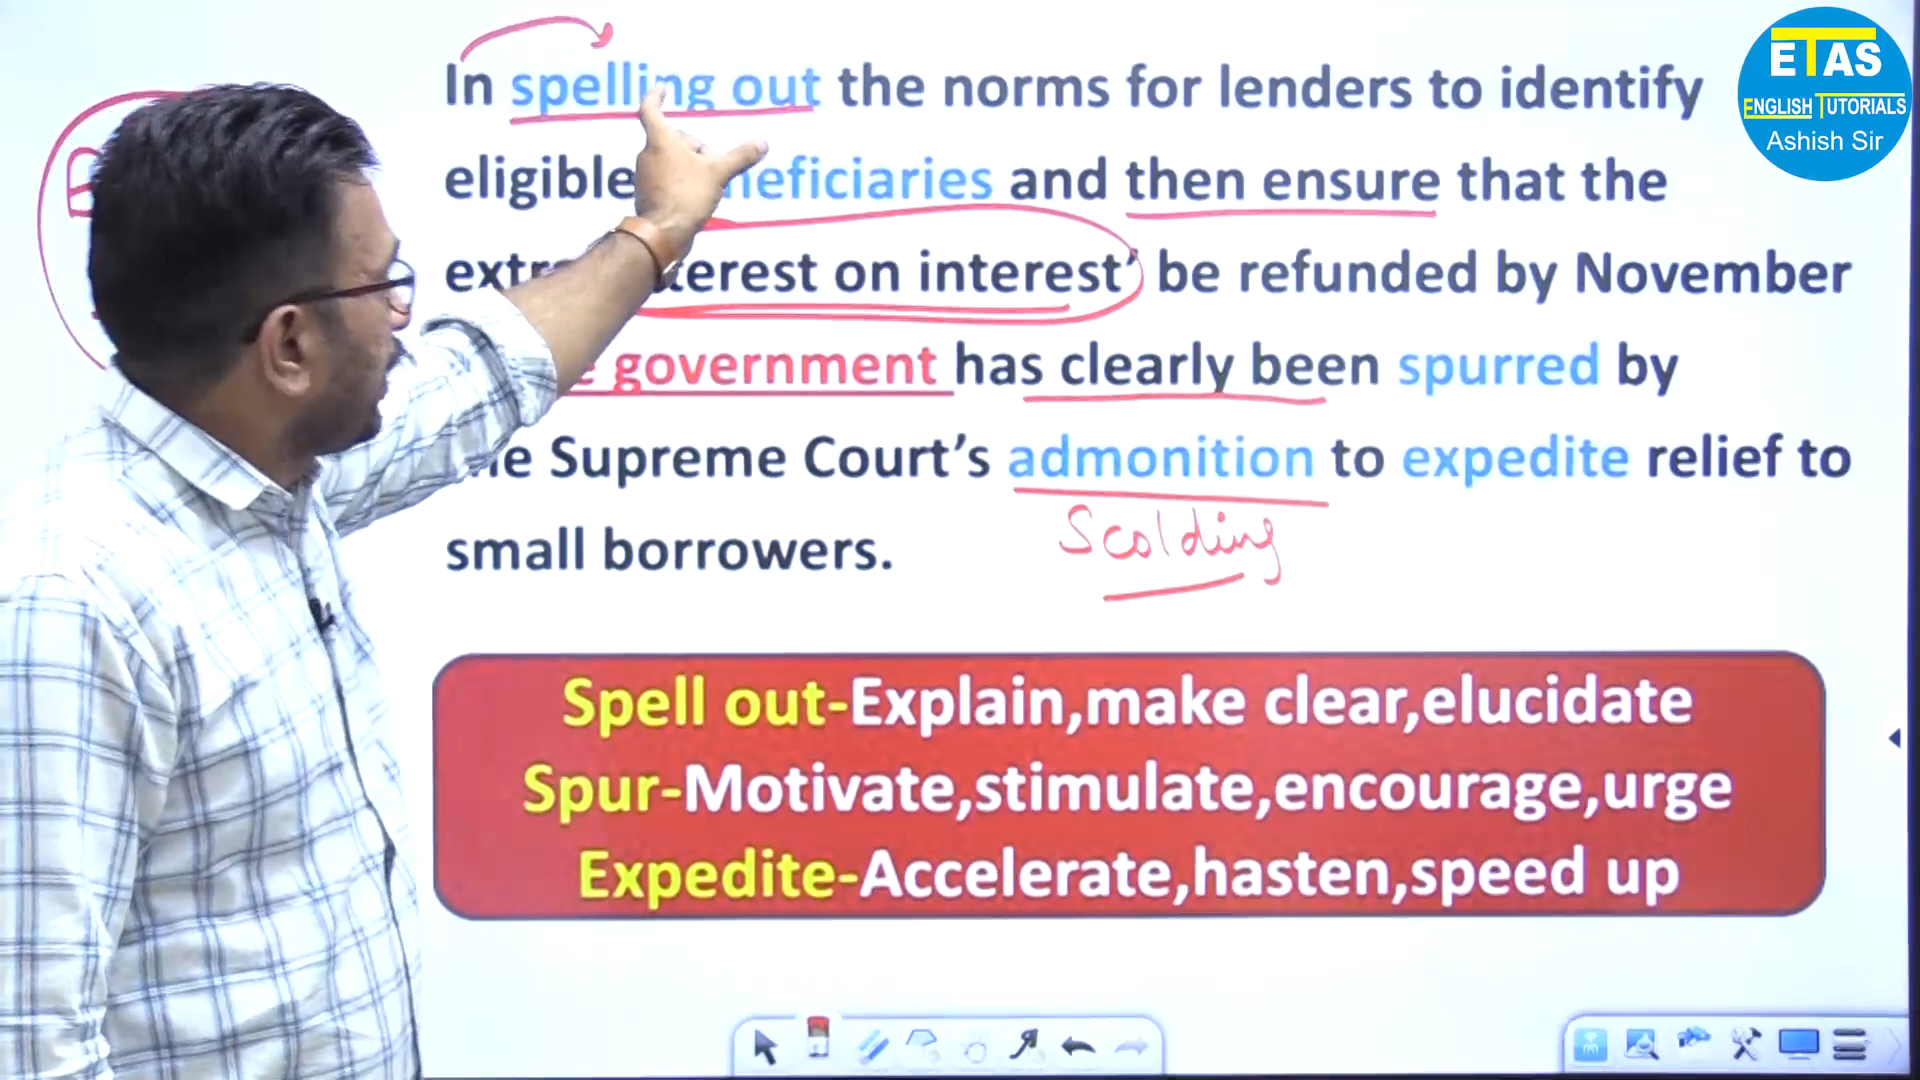 In spelling out the norms for lenders to identify
eligible and then ensure that the
on interest’ be refunded by November
government has clearly been spurred by
Supreme Court’s admonition to expedite relief to
small borrowers.
Scolding
Spell out-Explain,make clear,elucidate
Spur-Motivate,stimulate,encourage,urge
Expedite-Accelerate,hasten,speed up
ETAS
ENGLISH TUTORIALS
Ashish Sir